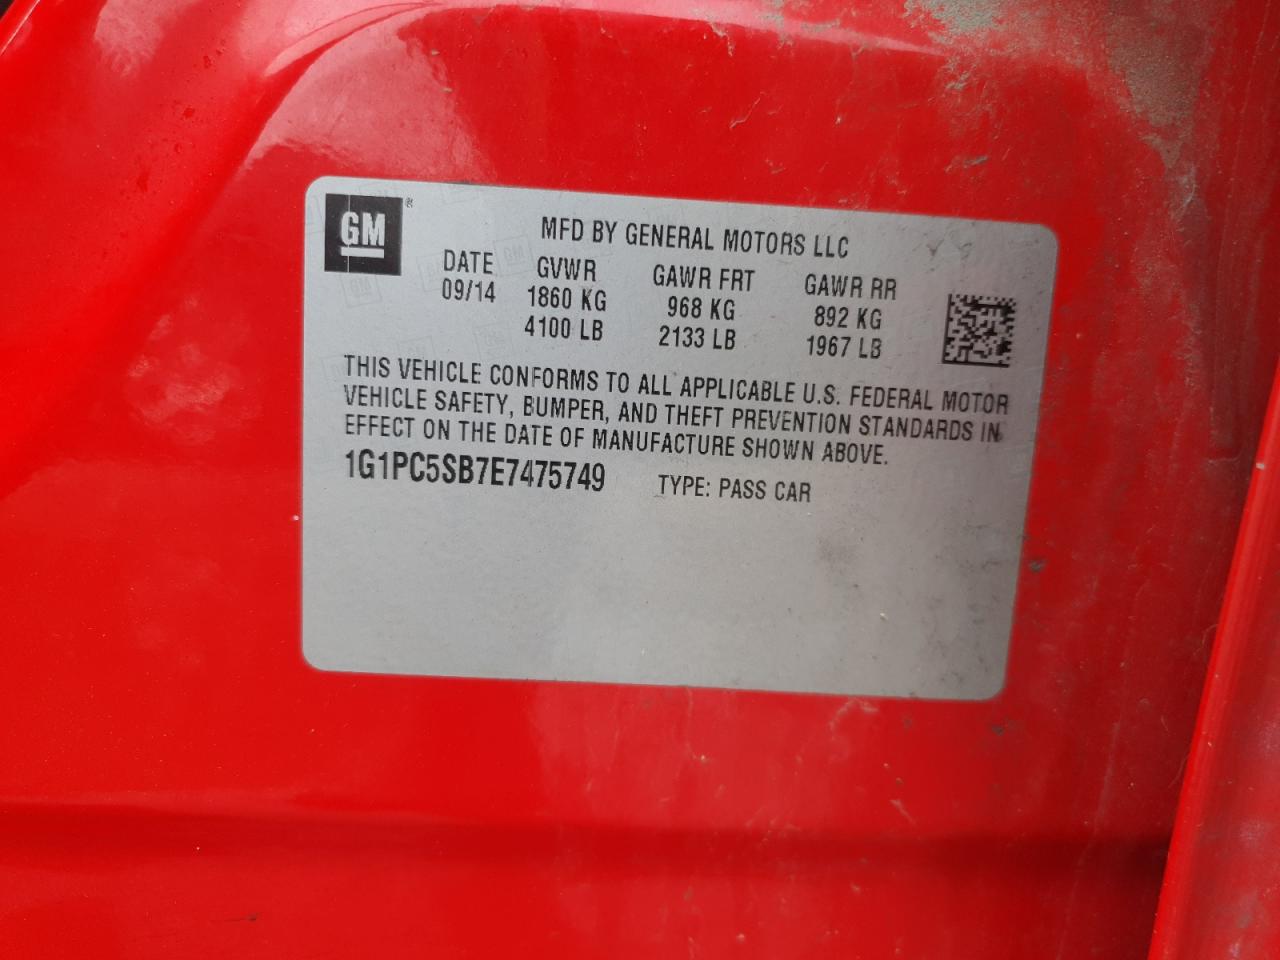 GM®
MFD BY GENERAL MOTORS LLC
DATE GVWR GAWR FRT GAWR RR
09/14 1860 KG 968 KG 892 KG
4100 LB 2133 LB 1967 LB
THIS VEHICLE CONFORMS TO ALL APPLICABLE U.S. FEDERAL MOTOR
VEHICLE SAFETY, BUMPER, AND THEFT PREVENTION STANDARDS IN
EFFECT ON THE DATE OF MANUFACTURE SHOWN ABOVE.
1G1PC5SB7E7475749 TYPE: PASS CAR